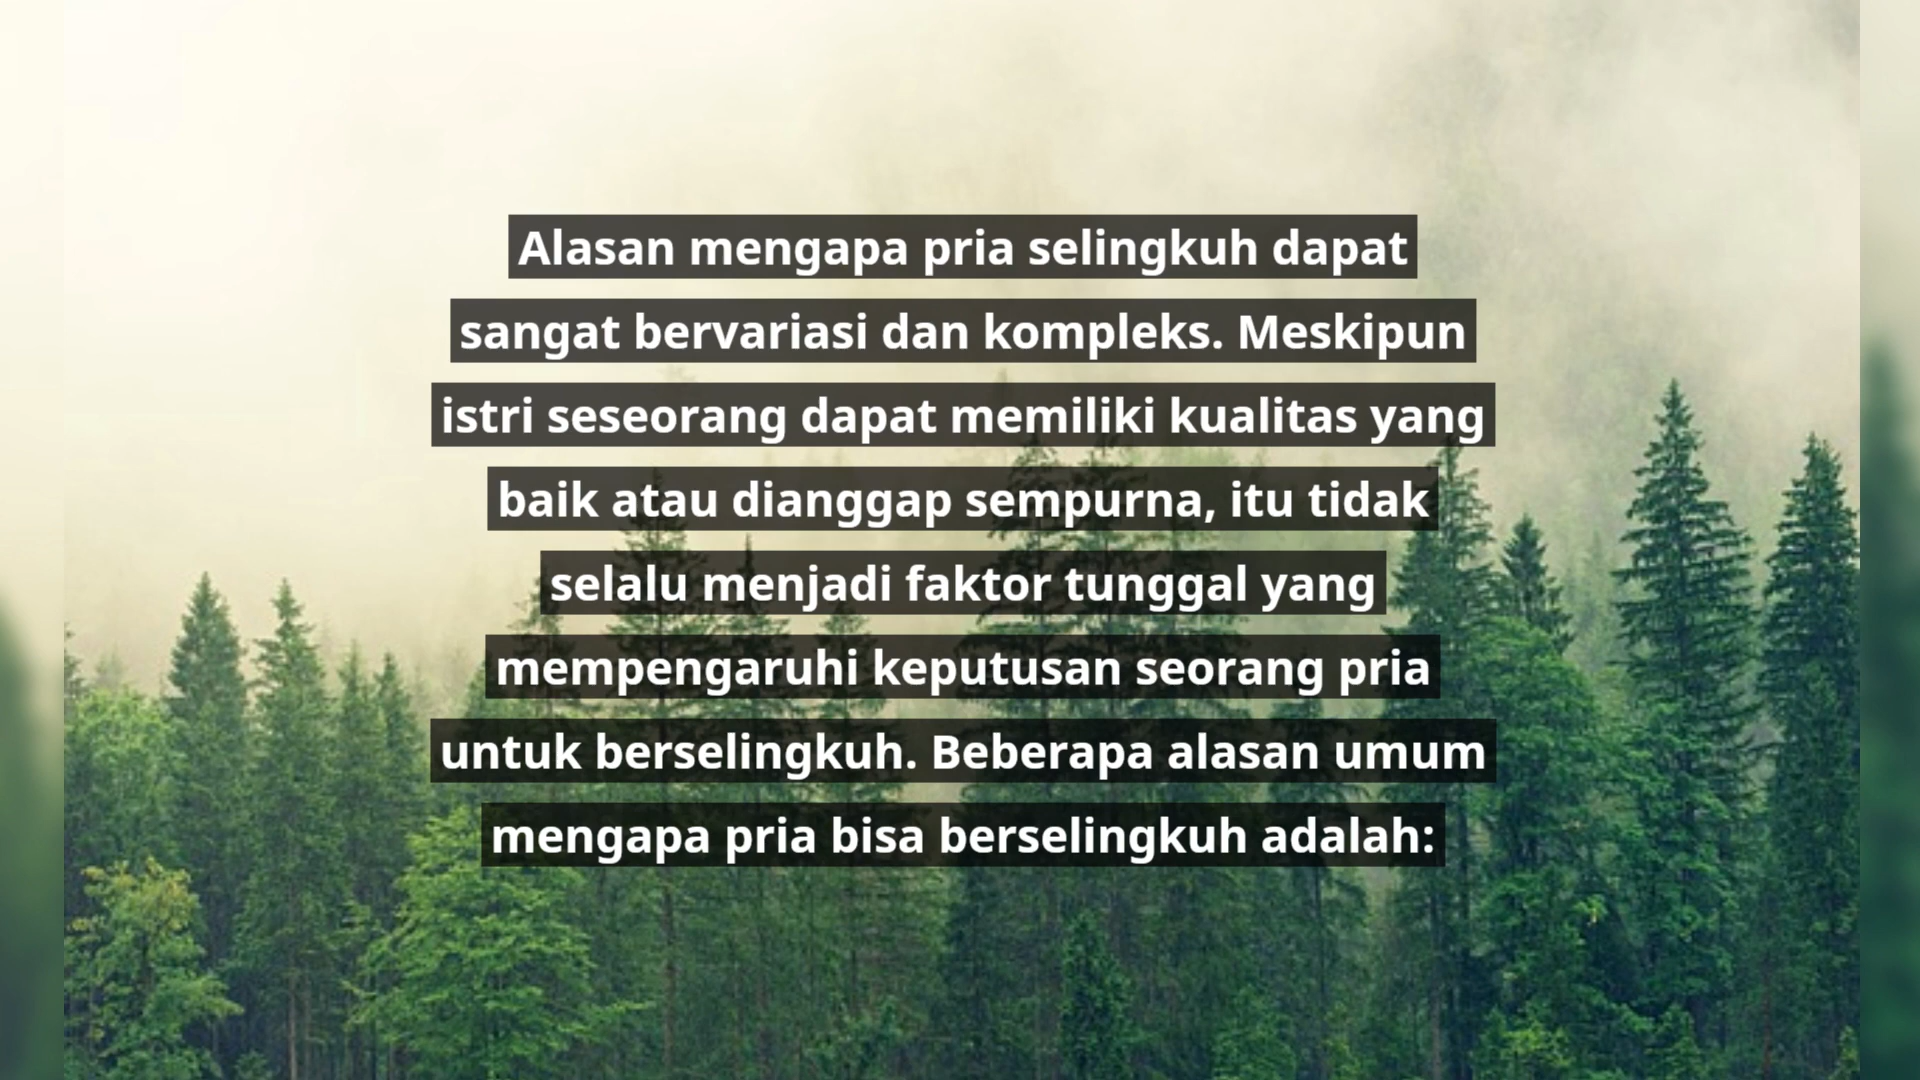 Alasan mengapa pria selingkuh dapat
sangat bervariasi dan kompleks. Meskipun
istri seseorang dapat memiliki kualitas yang
baik atau dianggap sempurna, itu tidak
selalu menjadi faktor tunggal yang
mempengaruhi keputusan seorang pria
untuk berselingkuh. Beberapa alasan umum
mengapa pria bisa berselingkuh adalah: